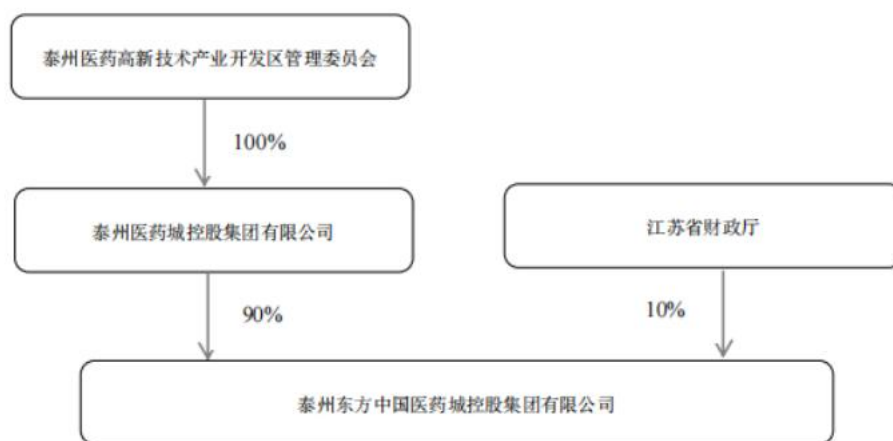 泰州医药高新技术产业开发区管理委员会
100%
泰州医药城控股集团有限公司
江苏省财政厅
90%
10%
泰州东方中国医药城控股集团有限公司